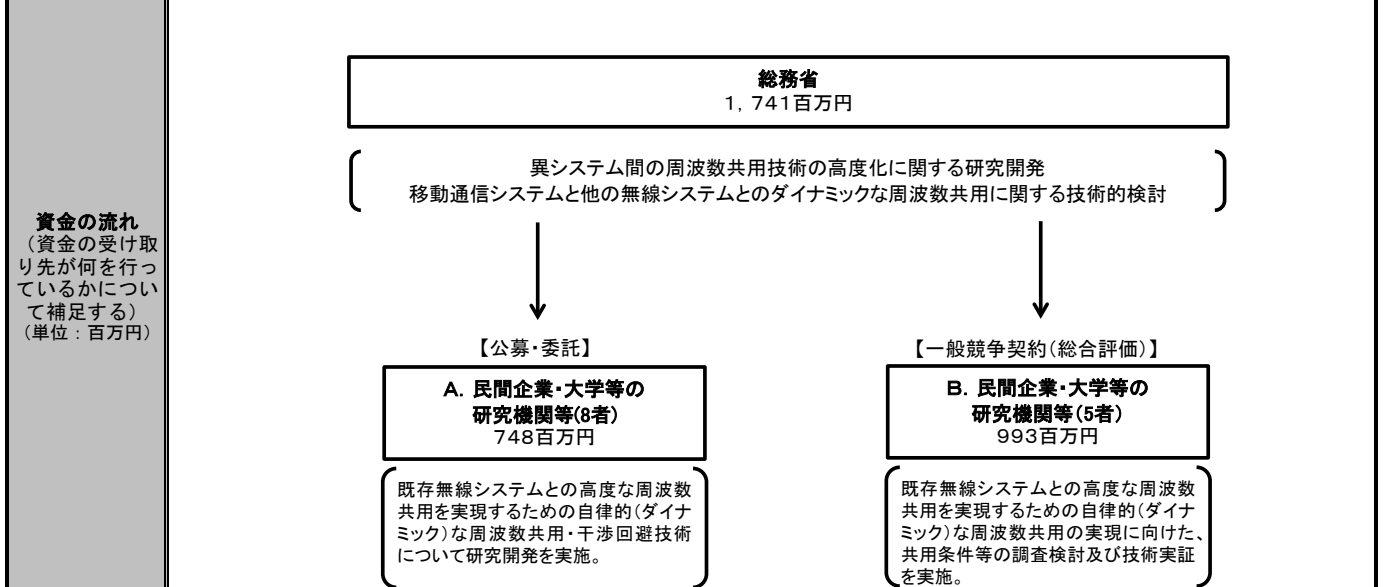 資金の流れ
（資金の受け取
り先が何を行っ
ているかについ
て補足する）
（単位：百万円）
総務省
１，７４１百万円
異システム間の周波数共用技術の高度化に関する研究開発
移動通信システムと他の無線システムとのダイナミックな周波数共用に関する技術的検討
【公募・委託】
Ａ．民間企業・大学等の
研究機関等(8者)
７４８百万円
既存無線システムとの高度な周波数
共用を実現するための自律的（ダイナ
ミック）な周波数共用・干渉回避技術
について研究開発を実施。
【一般競争契約（総合評価）】
Ｂ．民間企業・大学等の
研究機関等（5者）
９９３百万円
既存無線システムとの高度な周波数
共用を実現するための自律的（ダイナ
ミック）な周波数共用の実現に向けた、
共用条件等の調査検討及び技術実証
を実施。